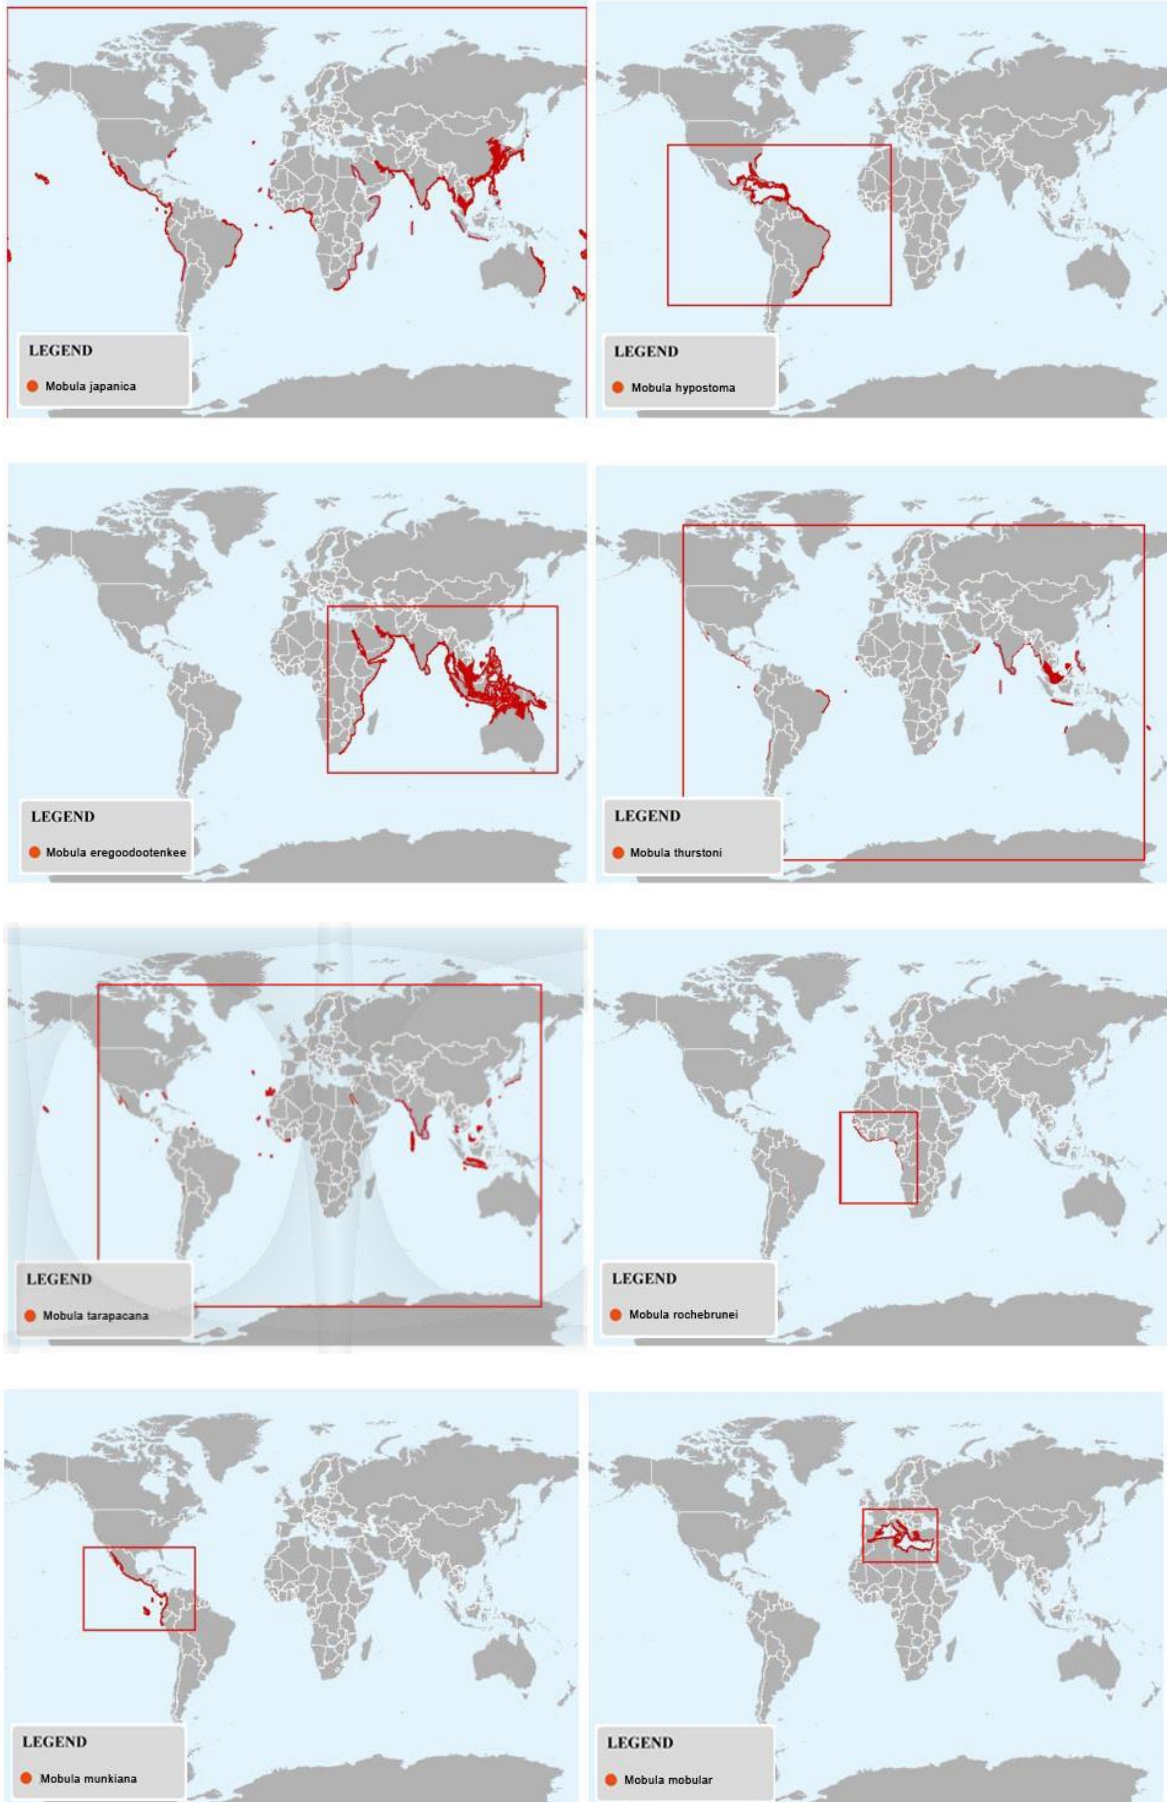 LEGEND
Mobula japanica
LEGEND
Mobula hypostoma
LEGEND
Mobula eregoodootenkee
LEGEND
Mobula thurstoni
LEGEND
Mobula tarapacana
LEGEND
Mobula rochebrunei
LEGEND
Mobula munkiana
LEGEND
Mobula mobular